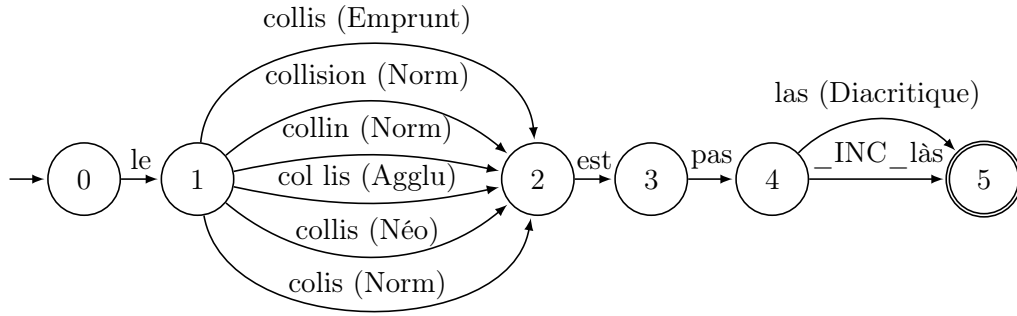 collis (Emprunt)
collision (Norm)
las (Diacritique)
collin (Norm)
0 le 1 col lis (Agglu) 2 est 3 pas 4 _INC_làs 5
collis (Néo)
colis (Norm)